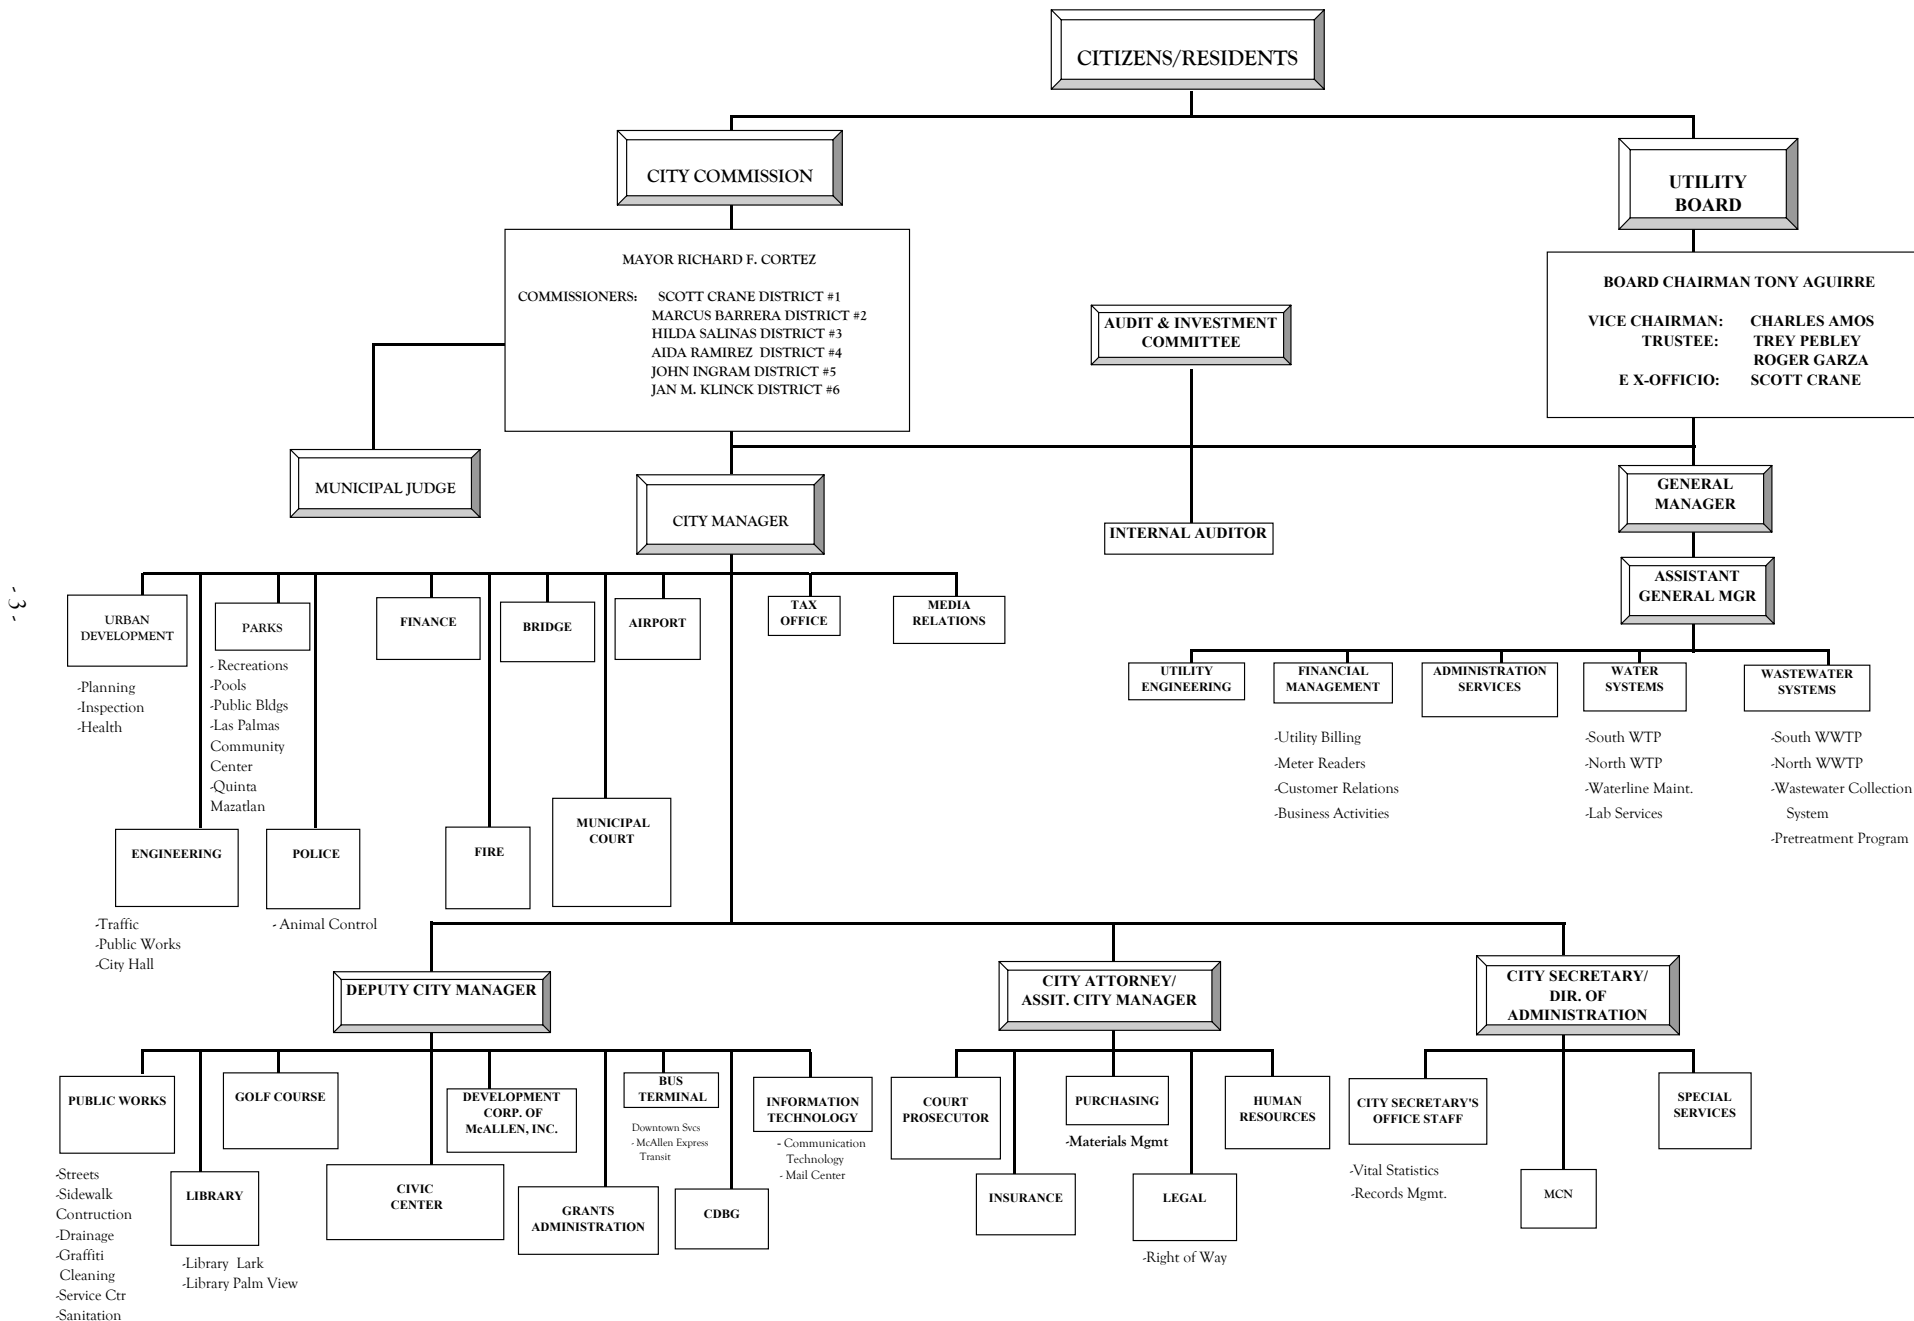 CITIZENS/RESIDENTS
CITY COMMISSION
UTILITY
BOARD
MAYOR RICHARD F. CORTEZ
COMMISSIONERS: SCOTT CRANE DISTRICT #1
MARCUS BARRERA DISTRICT #2
HILDA SALINAS DISTRICT #3
AIDA RAMIREZ DISTRICT #4
JOHN INGRAM DISTRICT #5
JAN M. KLINCK DISTRICT #6
BOARD CHAIRMAN TONY AGUIRRE
VICE CHAIRMAN: CHARLES AMOS
TRUSTEE: TREY PEBLEY
ROGER GARZA
E X-OFFICIO: SCOTT CRANE
AUDIT & INVESTMENT
COMMITTEE
MUNICIPAL JUDGE
CITY MANAGER
INTERNAL AUDITOR
GENERAL
MANAGER
ASSISTANT
GENERAL MGR
- 3 -
URBAN
DEVELOPMENT
-Planning
-Inspection
-Health
PARKS
- Recreations
-Pools
-Public Bldgs
-Las Palmas
Community
Center
-Quinta
Mazatlan
FINANCE
BRIDGE
AIRPORT
TAX
OFFICE
MEDIA
RELATIONS
UTILITY
ENGINEERING
FINANCIAL
MANAGEMENT
-Utility Billing
-Meter Readers
-Customer Relations
-Business Activities
ADMINISTRATION
SERVICES
WATER
SYSTEMS
-South WTP
-North WTP
-Waterline Maint.
-Lab Services
WASTEWATER
SYSTEMS
-South WWTP
-North WWTP
-Wastewater Collection
System
-Pretreatment Program
ENGINEERING
-Traffic
-Public Works
-City Hall
POLICE
- Animal Control
FIRE
MUNICIPAL
COURT
DEPUTY CITY MANAGER
CITY ATTORNEY/
ASSIT. CITY MANAGER
CITY SECRETARY/
DIR. OF
ADMINISTRATION
PUBLIC WORKS
-Streets
-Sidewalk
Contruction
-Drainage
-Graffiti
Cleaning
-Service Ctr
-Sanitation
LIBRARY
-Library Lark
-Library Palm View
GOLF COURSE
CIVIC
CENTER
DEVELOPMENT
CORP. OF
McALLEN, INC.
GRANTS
ADMINISTRATION
BUS
TERMINAL
Downtown Svcs
- McAllen Express
Transit
CDBG
INFORMATION
TECHNOLOGY
- Communication
Technology
- Mail Center
COURT
PROSECUTOR
INSURANCE
PURCHASING
-Materials Mgmt
LEGAL
-Right of Way
HUMAN
RESOURCES
CITY SECRETARY'S
OFFICE STAFF
-Vital Statistics
-Records Mgmt.
MCN
SPECIAL
SERVICES